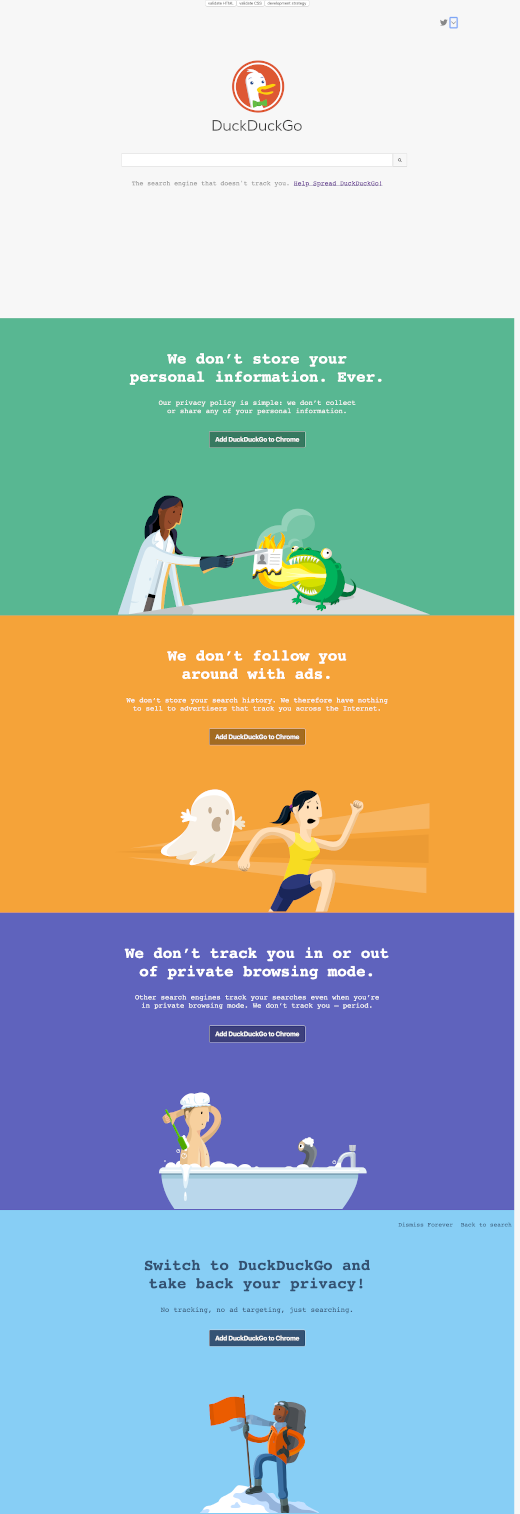 validate HTML validate CSS development strategy
DuckDuckGo
The search engine that doesn't track you. Help Spread DuckDuckGo!
We don’t store your
personal information. Ever.
Our privacy policy is simple: we don’t collect
or share any of your personal information.
Add DuckDuckGo to Chrome
We don’t follow you
around with ads.
We don’t store your search history. We therefore have nothing
to sell to advertisers that track you across the Internet.
Add DuckDuckGo to Chrome
We don’t track you in or out
of private browsing mode.
Other search engines track your searches even when you’re
in private browsing mode. We don’t track you — period.
Add DuckDuckGo to Chrome
Dismiss Forever Back to search
Switch to DuckDuckGo and
take back your privacy!
No tracking, no ad targeting, just searching.
Add DuckDuckGo to Chrome